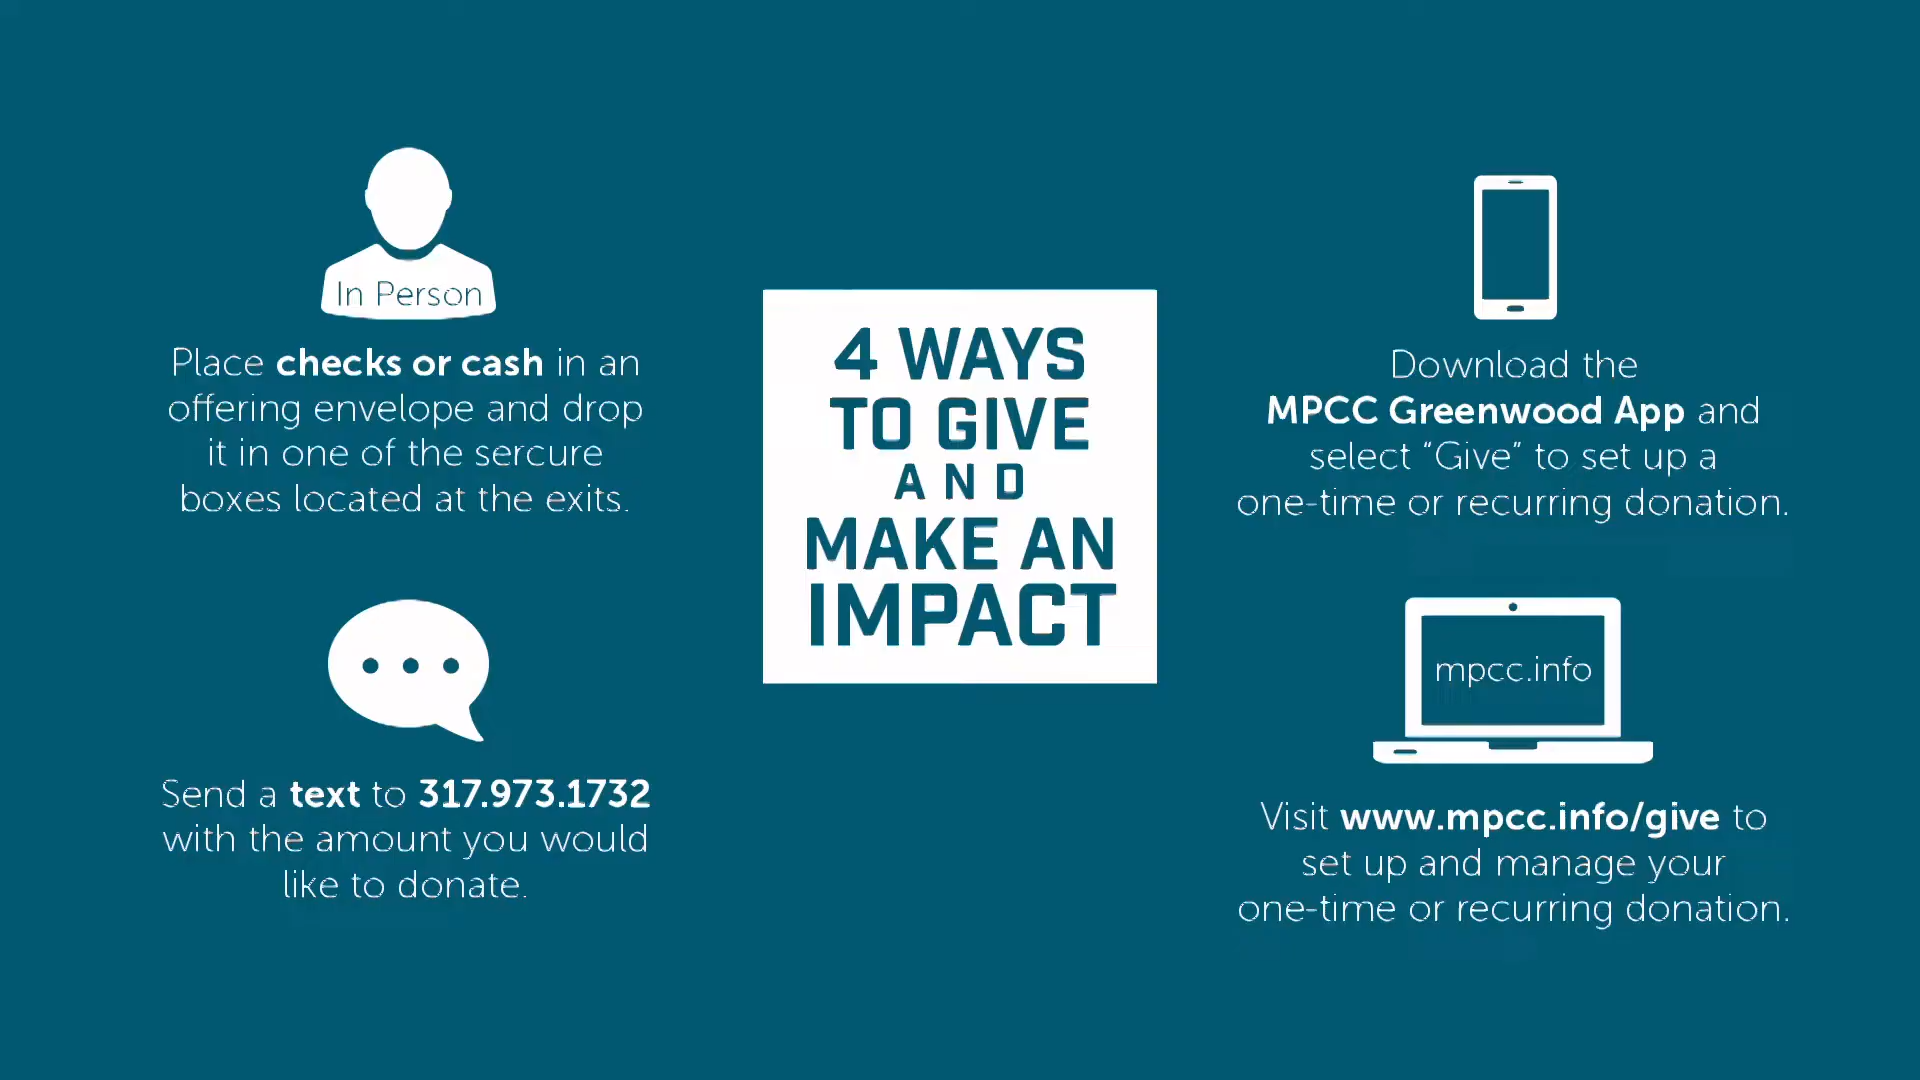 In Person
Place checks or cash in an
offering envelope and drop
it in one of the sercure
boxes located at the exits.
Send a text to 317.973.1732
with the amount you would
like to donate.
4 WAYS
TO GIVE
AND
MAKE AN
IMPACT
Download the
MPCC Greenwood App and
select “Give” to set up a
one-time or recurring donation.
mpcc.info
Visit www.mpcc.info/give to
set up and manage your
one-time or recurring donation.